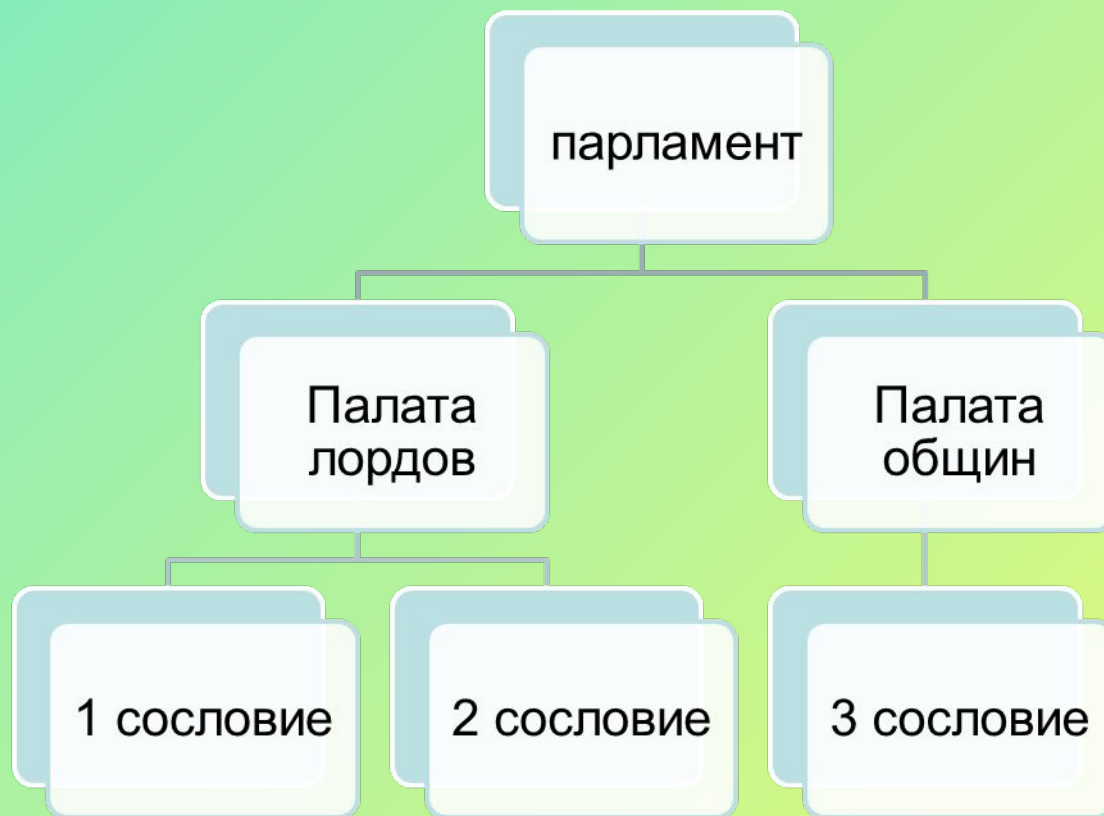 парламент
Палата
лордов
Палата
общин
1 сословие
2 сословие
3 сословие